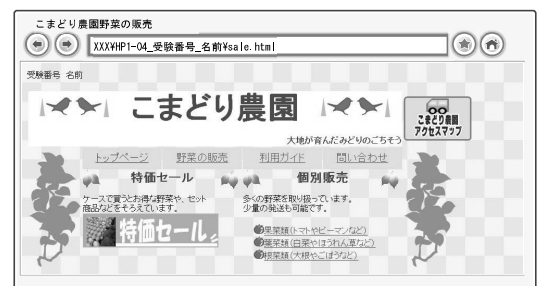 こまどり農園野菜の販売
XXX¥HP1-04_受験番号_名前¥sale.html
受験番号 名前
こまどり農園
大地が育んだみどりのごちそう
こまどり農園
アクセスマップ
トップページ 野菜の販売 利用ガイド 問い合わせ
特価セール
ケースで買うとお得な野菜や、セット
商品などをそろえています。
特価セール
個別販売
多くの野菜を取り扱っています。
少量の発送も可能です。
果菜類(トマトやピーマンなど)
葉菜類(白菜やほうれん草など)
根菜類(大根やごぼうなど)